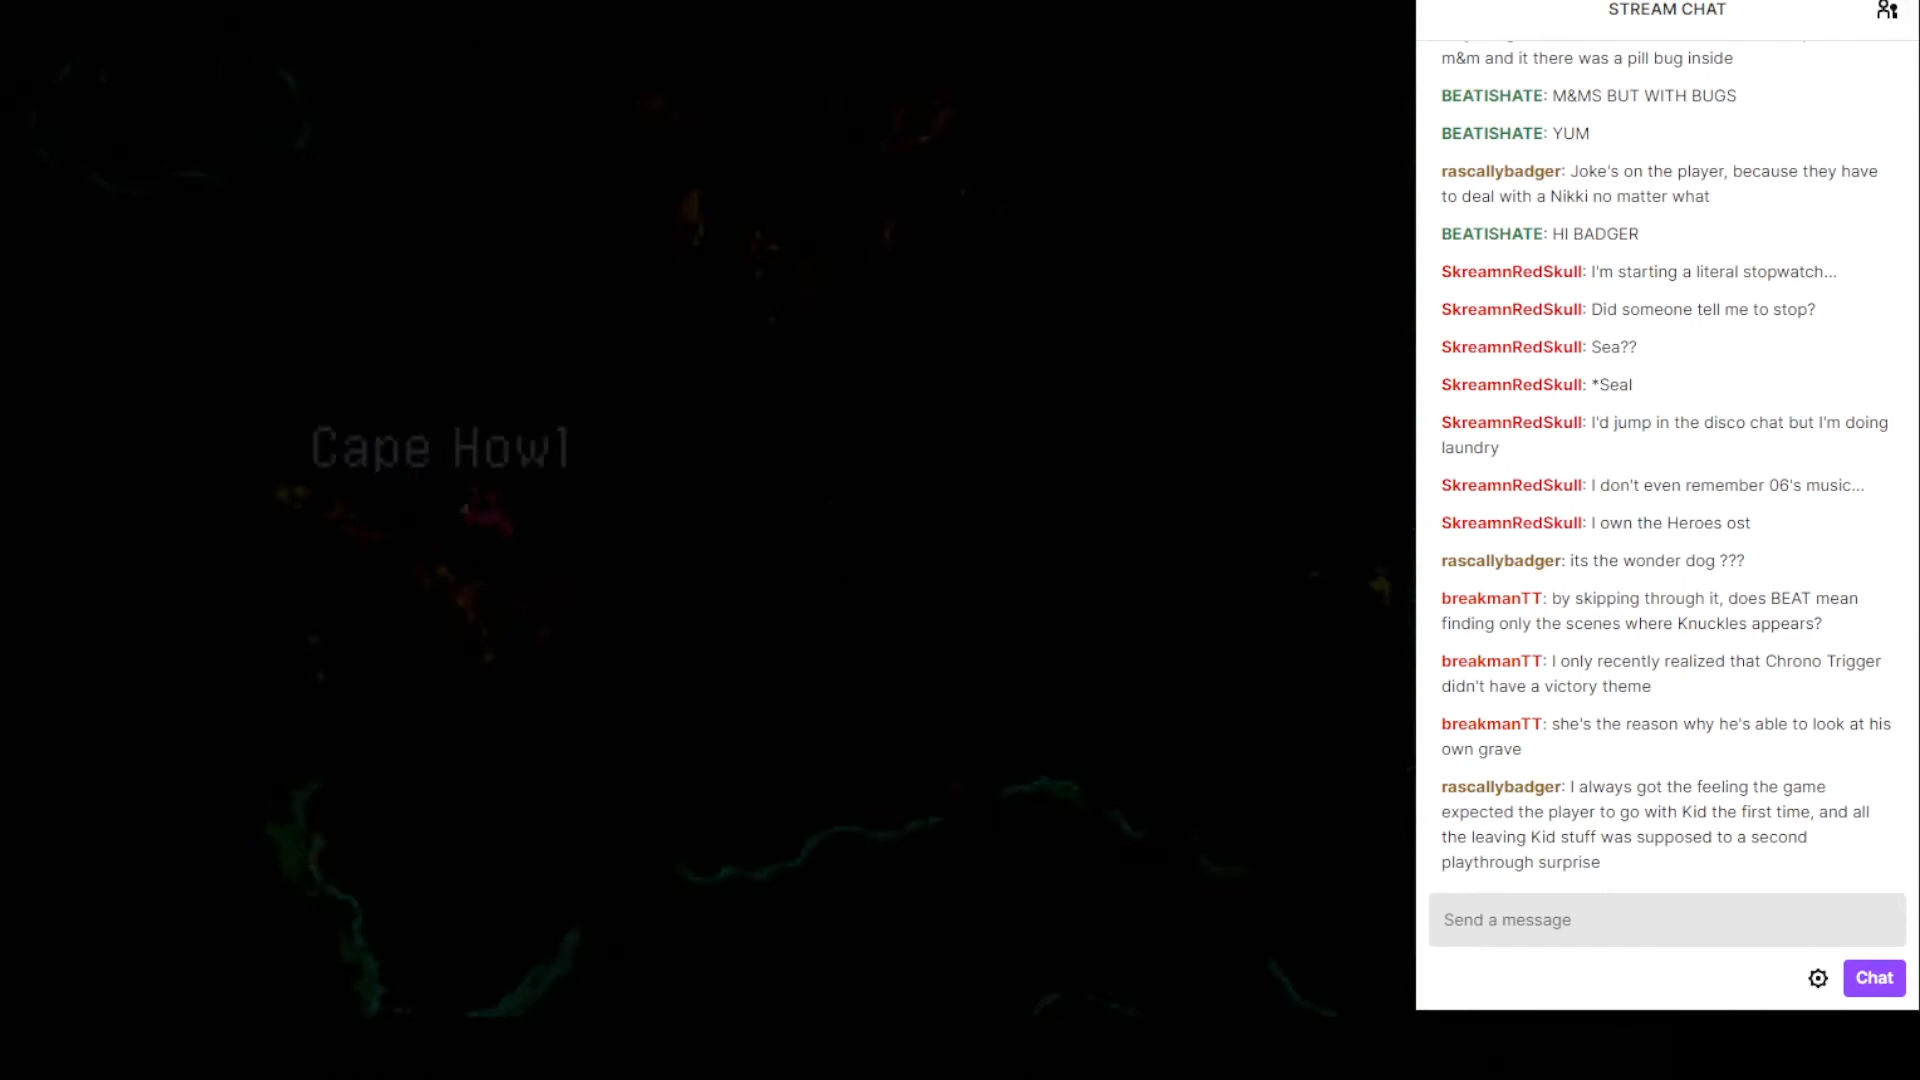 STREAM CHAT
m&m and it there was a pill bug inside
BEATISHATE: M&MS BUT WITH BUGS
BEATISHATE: YUM
rascallybadger: Joke's on the player, because they have
to deal with a Nikki no matter what
BEATISHATE: HI BADGER
SkreamnRedSkull: I'm starting a literal stopwatch...
SkreamnRedSkull: Did someone tell me to stop?
SkreamnRedSkull: Sea??
SkreamnRedSkull: *Seal
SkreamnRedSkull: I'd jump in the disco chat but I'm doing
laundry
SkreamnRedSkull: I don't even remember 06's music...
SkreamnRedSkull: I own the Heroes ost
rascallybadger: its the wonder dog ???
breakmanTT: by skipping through it, does BEAT mean
finding only the scenes where Knuckles appears?
breakmanTT: I only recently realized that Chrono Trigger
didn't have a victory theme
breakmanTT: she's the reason why he's able to look at his
own grave
rascallybadger: I always got the feeling the game
expected the player to go with Kid the first time, and all
the leaving Kid stuff was supposed to a second
playthrough surprise
Send a message
Chat
Cape Howl